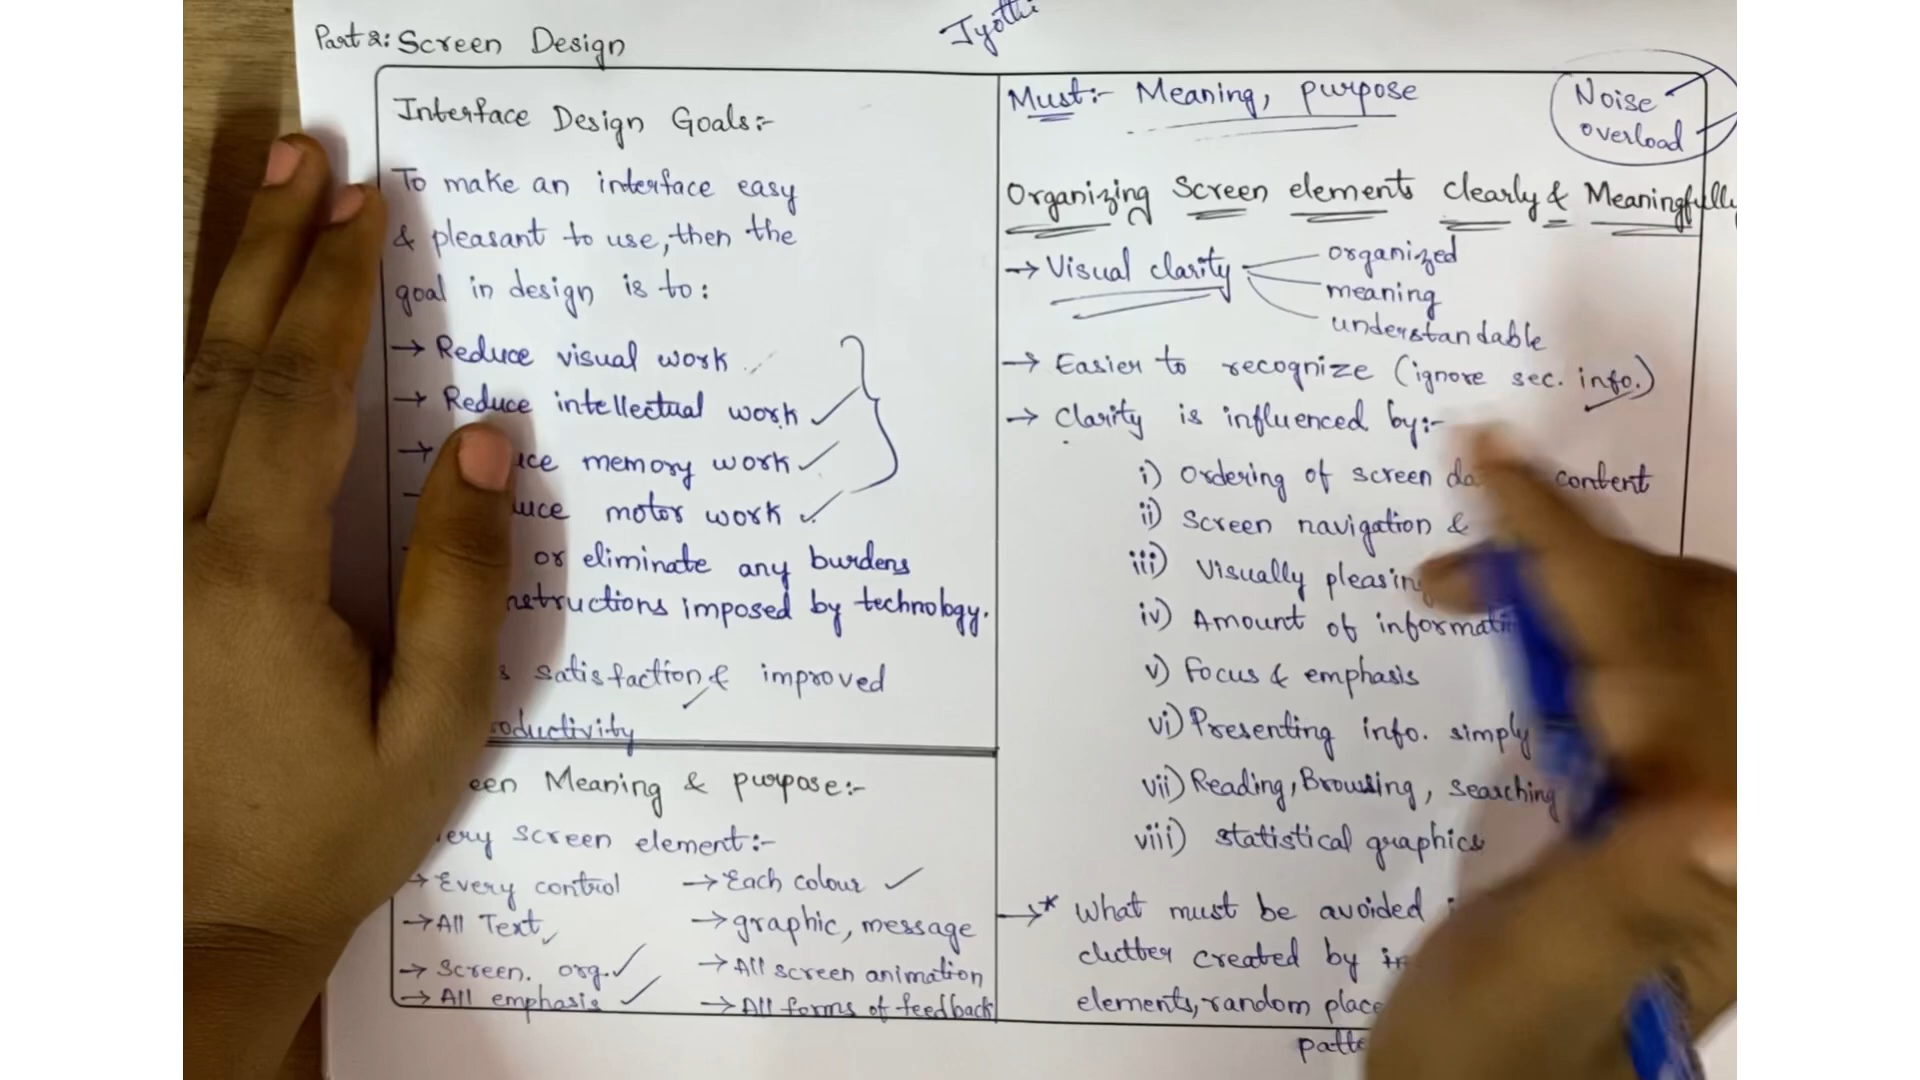 Part 2: Screen Design
Jyothi
Interface Design Goals:-
To make an interface easy
& pleasant to use, then the
goal in design is to:
→ Reduce visual work
→ Reduce intellectual work
→ memory work
motor work
or eliminate any burdens
imposed by technology.
satisfaction & improved
Meaning & purpose:-
screen element:-
→ Every control
→ All Text
→ Screen. org.
→ All emphasis
→ Each colour
→ graphic, message
→ All screen animation
→ All forms of feedback
Must:- Meaning, purpose
Noise
overload
Organizing Screen elements clearly & Meaningfully
→ Visual clarity
organized
meaning
understandable
→ Easier to recognize (ignore sec. info.)
→ Clarity is influenced by:-
i) Ordering of screen content
ii) Screen navigation &
iii) Visually
iv) Amount of
v) Focus & emphasis
vi) Presenting info. simply
vii) Reading, Browsing, Searching
viii) statistical graphics
→* What must be avoided
clutter created by
elements, random